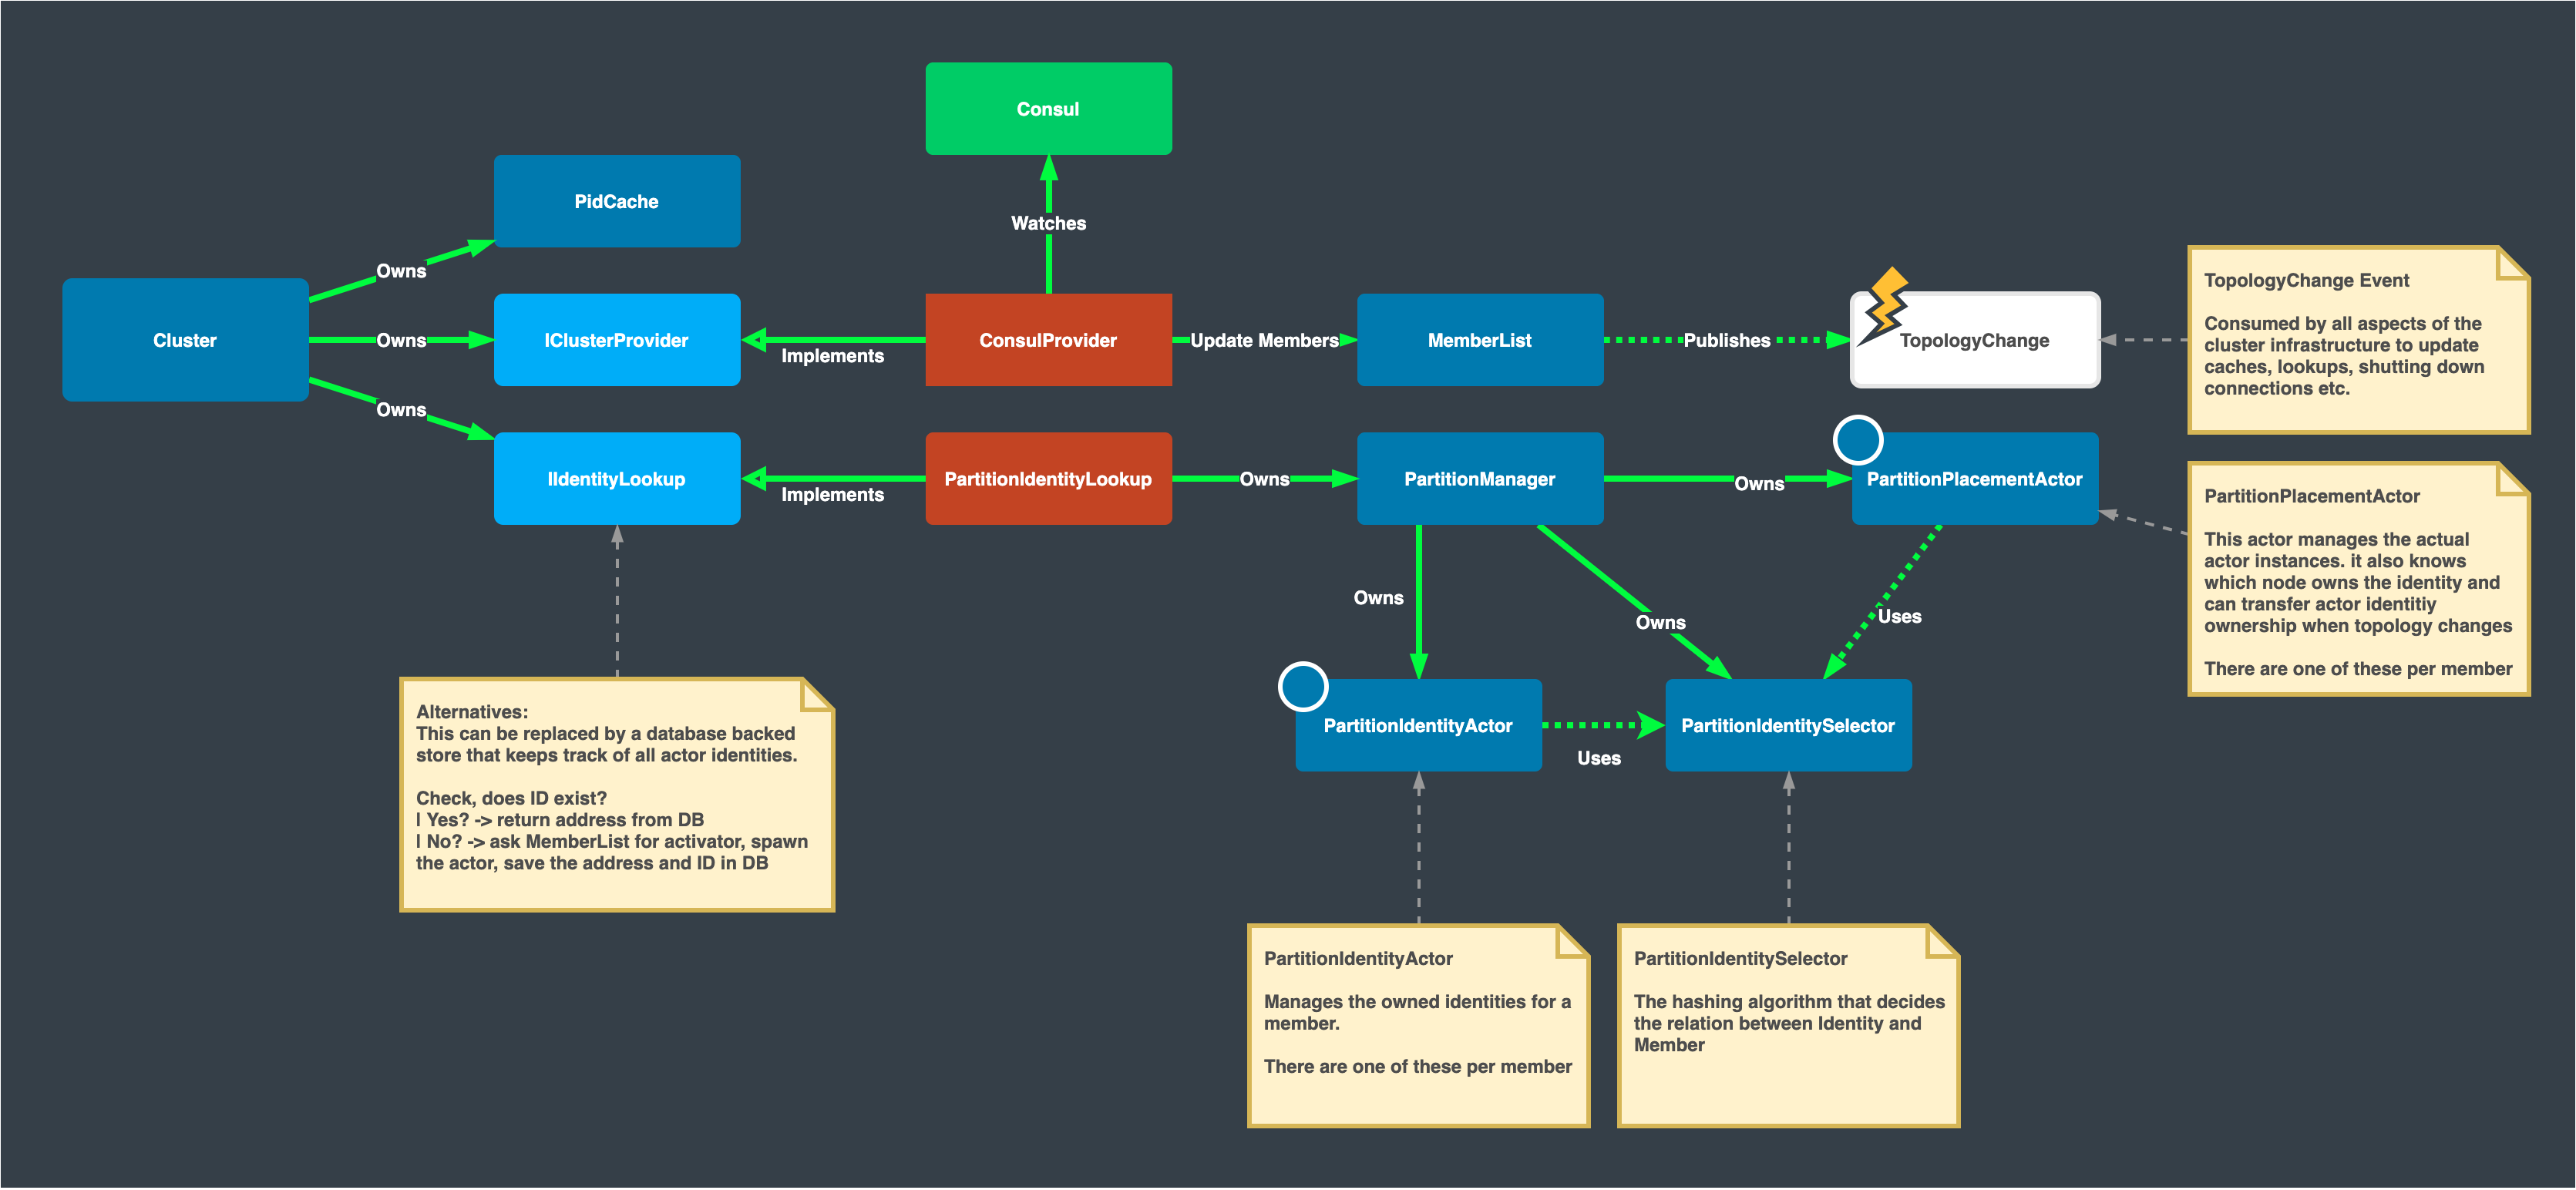 Consul
PidCache
Watches
Owns
Cluster
Owns
IClusterProvider
Implements
ConsulProvider
Update Members
MemberList
Publishes
TopologyChange
TopologyChange Event
Consumed by all aspects of the
cluster infrastructure to update
caches, lookups, shutting down
connections etc.
Owns
IIdentityLookup
Implements
PartitionIdentityLookup
Owns
PartitionManager
Owns
PartitionPlacementActor
PartitionPlacementActor
This actor manages the actual
actor instances. it also knows
which node owns the identity and
can transfer actor identitiy
ownership when topology changes
There are one of these per member
Owns
Owns
Uses
Alternatives:
This can be replaced by a database backed
store that keeps track of all actor identities.
Check, does ID exist?
| Yes? -> return address from DB
| No? -> ask MemberList for activator, spawn
the actor, save the address and ID in DB
PartitionIdentityActor
Uses
PartitionIdentitySelector
PartitionIdentityActor
Manages the owned identities for a
member.
There are one of these per member
PartitionIdentitySelector
The hashing algorithm that decides
the relation between Identity and
Member